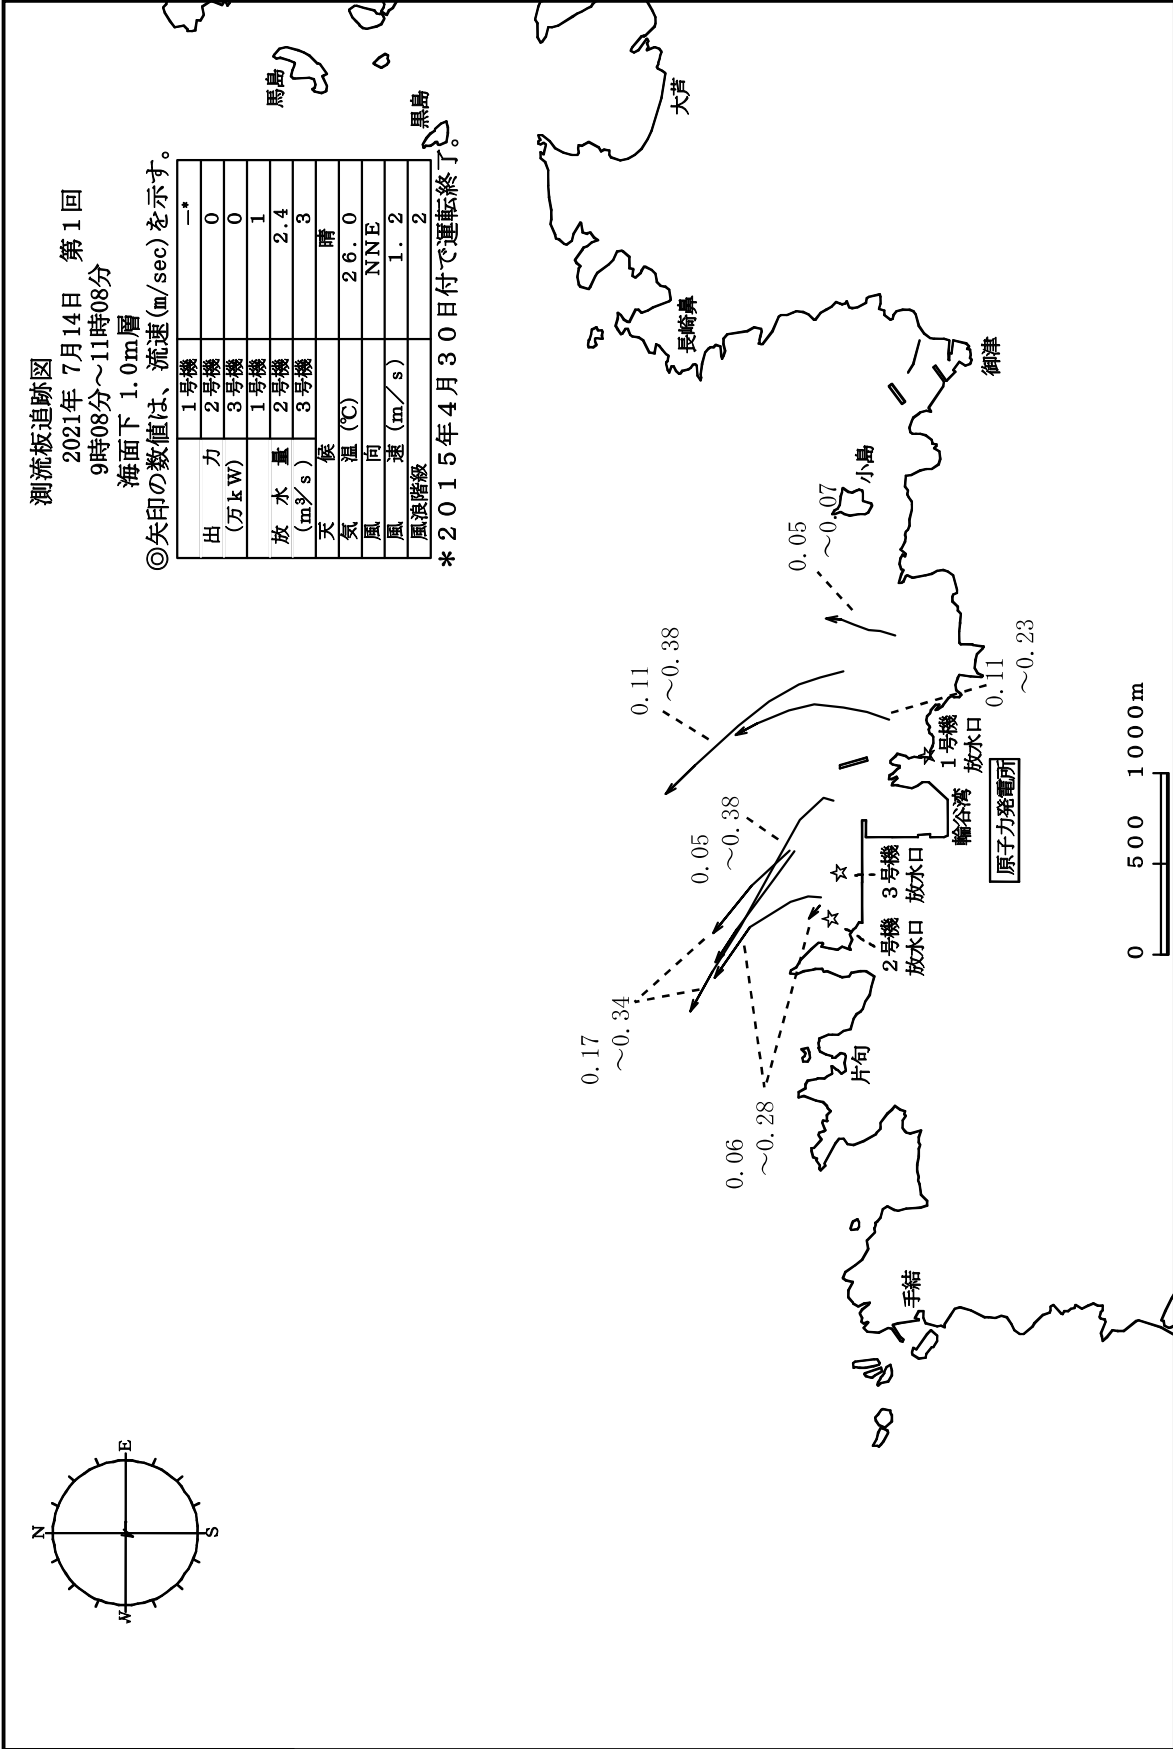 測流板追跡図
2021年 7月14日 第1回
9時08分～11時08分
海面下 1.0m層
◎矢印の数値は、流速(m/sec)を示す。
1号機 －*
出力 2号機 0
(万kW) 3号機 0
1号機 1
放水量 2号機 2.4
(m³/s) 3号機 3
天候 晴
気温(℃) 26.0
風向 NNE
風速(m/s) 1.2
風浪階級 2
*2015年4月30日付で運転終了。
N
W
E
S
馬島
黒島
大芦
長崎鼻
御津
小島
0.05
～0.07
0.11
～0.38
0.11
～0.23
0.05
～0.38
0.17
～0.34
0.06
～0.28
1号機
放水口
輪谷湾
原子力発電所
3号機
放水口
2号機
放水口
片句
手結
0 500 1000m